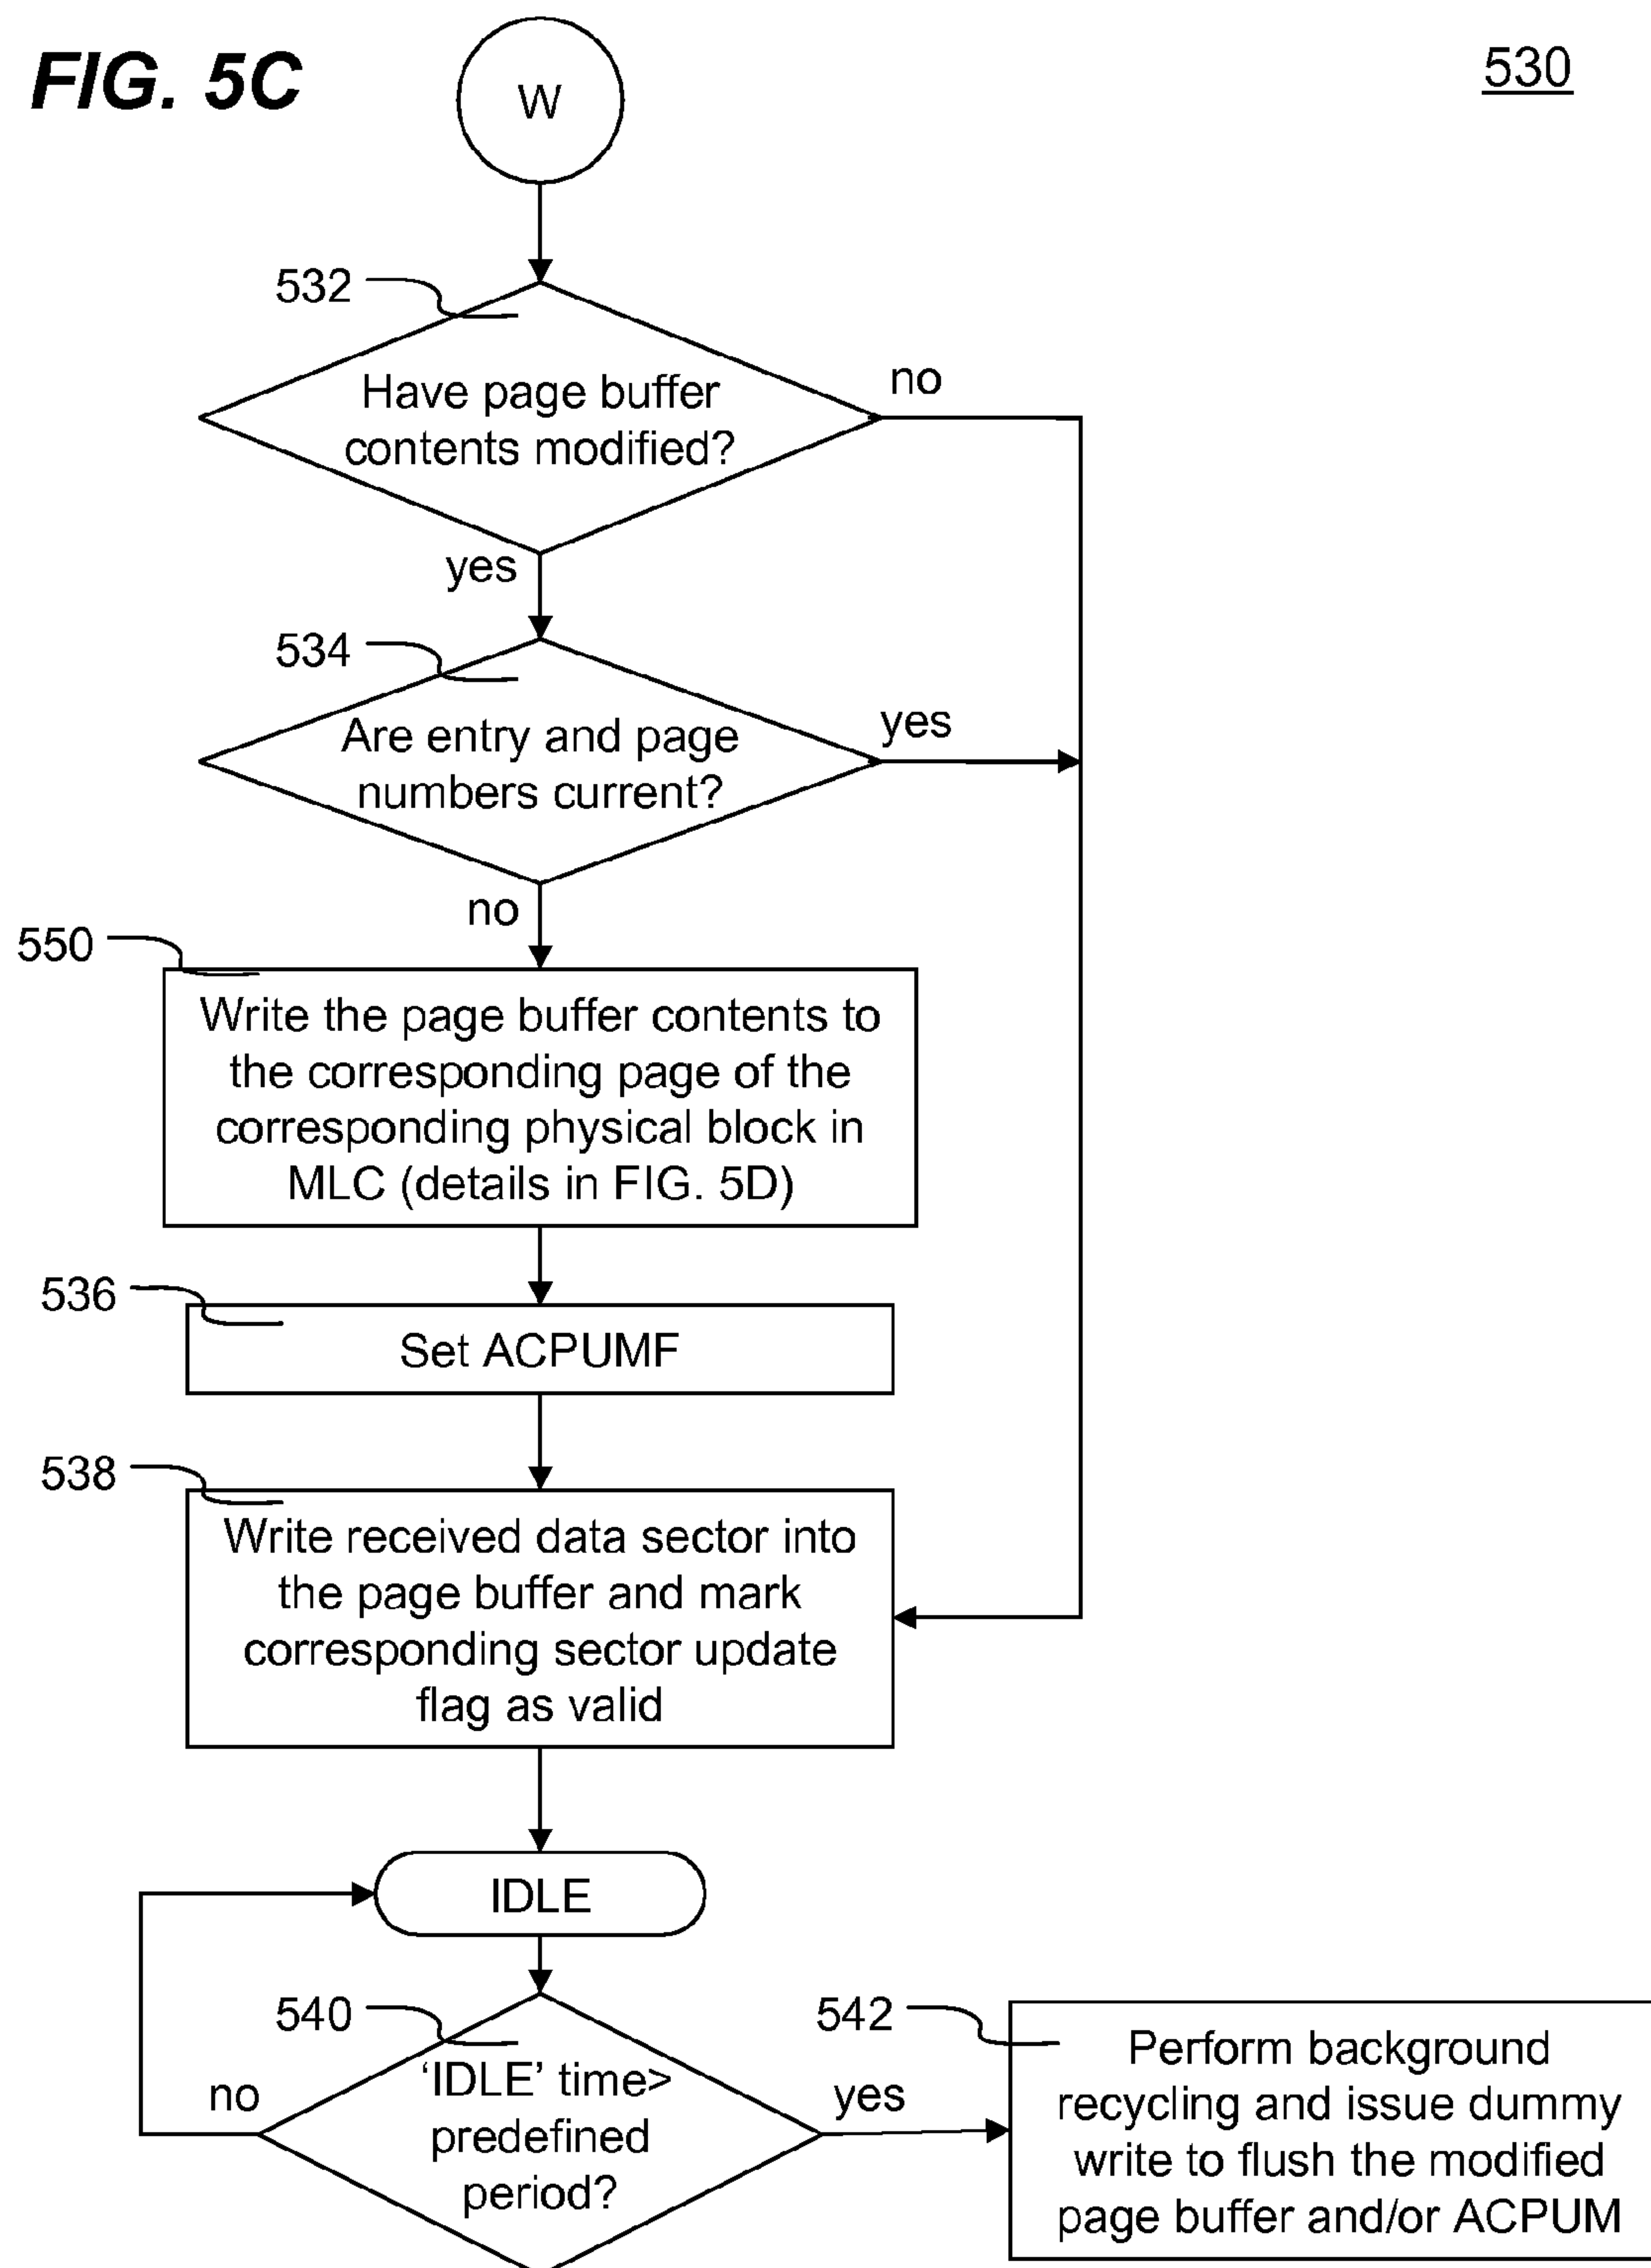 FIG. 5C
530
W
532
Have page buffer
contents modified?
no
yes
534
Are entry and page
numbers current?
yes
no
550
Write the page buffer contents to
the corresponding page of the
corresponding physical block in
MLC (details in FIG. 5D)
536
Set ACPUMF
538
Write received data sector into
the page buffer and mark
corresponding sector update
flag as valid
IDLE
540
'IDLE' time>
predefined
period?
no
yes
542
Perform background
recycling and issue dummy
write to flush the modified
page buffer and/or ACPUM